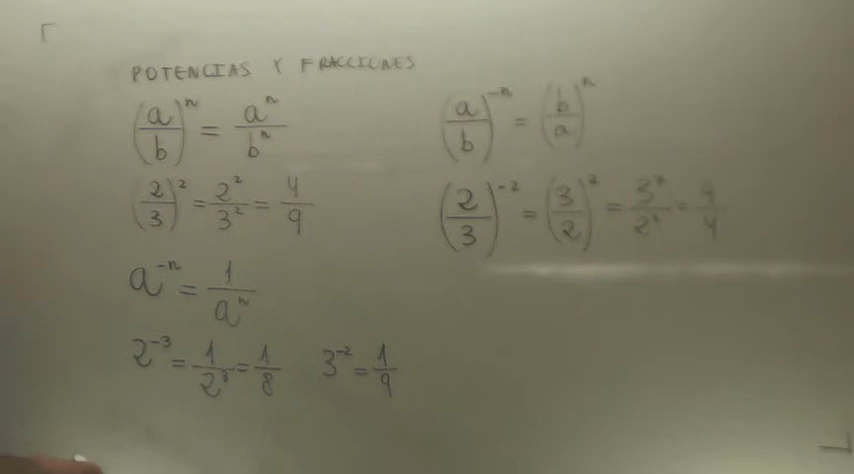 POTENCIAS Y FRACCIONES
(a/b)^n = a^n/b^n
(2/3)^2 = 2^2/3^2 = 4/9
a^-n = 1/a^n
2^-3 = 1/2^3 = 1/8   3^-2 = 1/9
(a/b)^-n = (b/a)^n
(2/3)^-2 = (3/2)^2 = 3^2/2^2 = 9/4